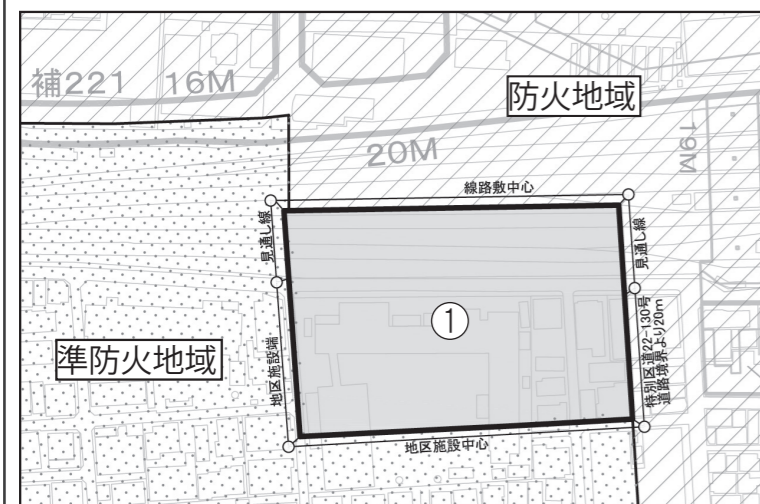 補221 16M
防火地域
20M
19M
線路敷中心
見通し線
見通し線
①
特別区道22-130号
道路境界より20m
準防火地域
地区施設端
地区施設中心